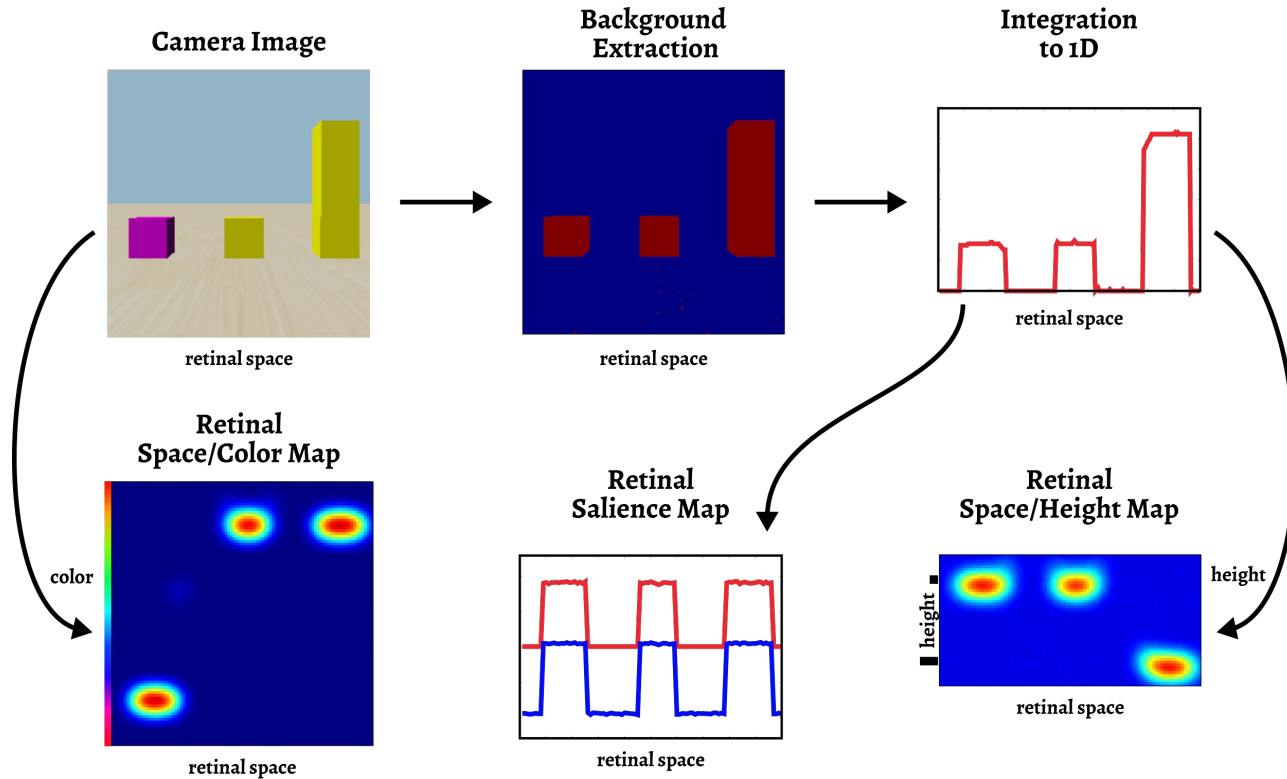 Camera Image
Background
Extraction
Integration
to 1D
retinal space
retinal space
retinal space
Retinal
Space/Color Map
Retinal
Salience Map
Retinal
Space/Height Map
color
height
height
retinal space
retinal space
retinal space